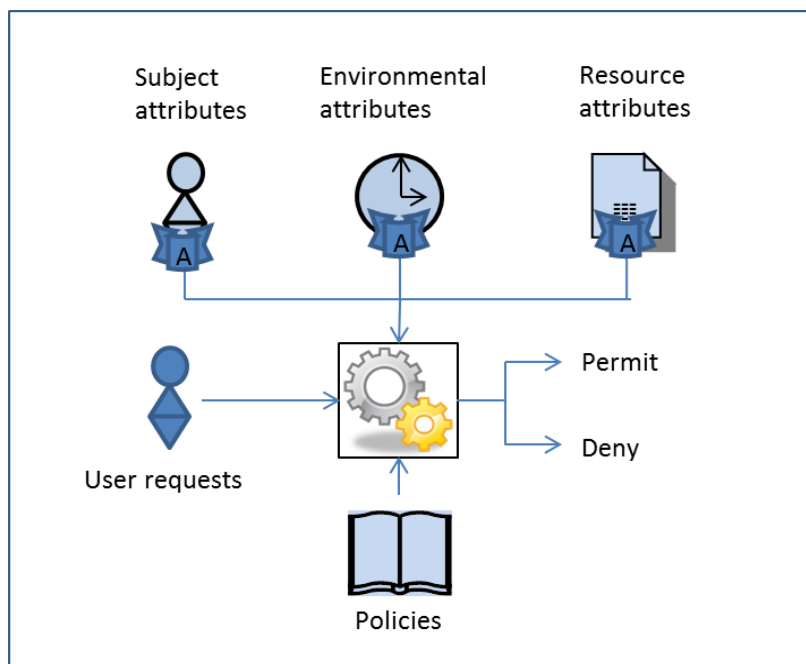 Subject
attributes
Environmental
attributes
Resource
attributes
A
A
A
Permit
Deny
User requests
Policies